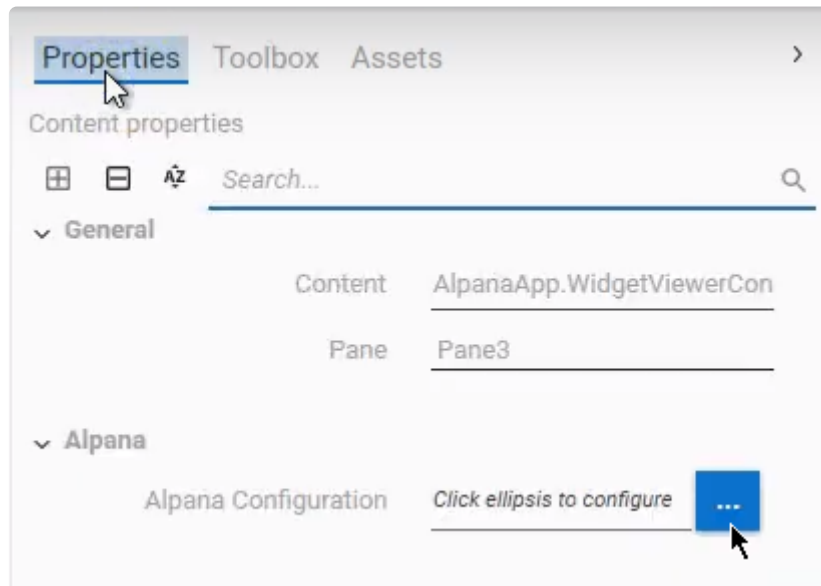 Properties Toolbox Assets
Content properties
AZ Search...
General
Content AlpanaApp.WidgetViewerCon
Pane Pane3
Alpana
Alpana Configuration Click ellipsis to configure ...